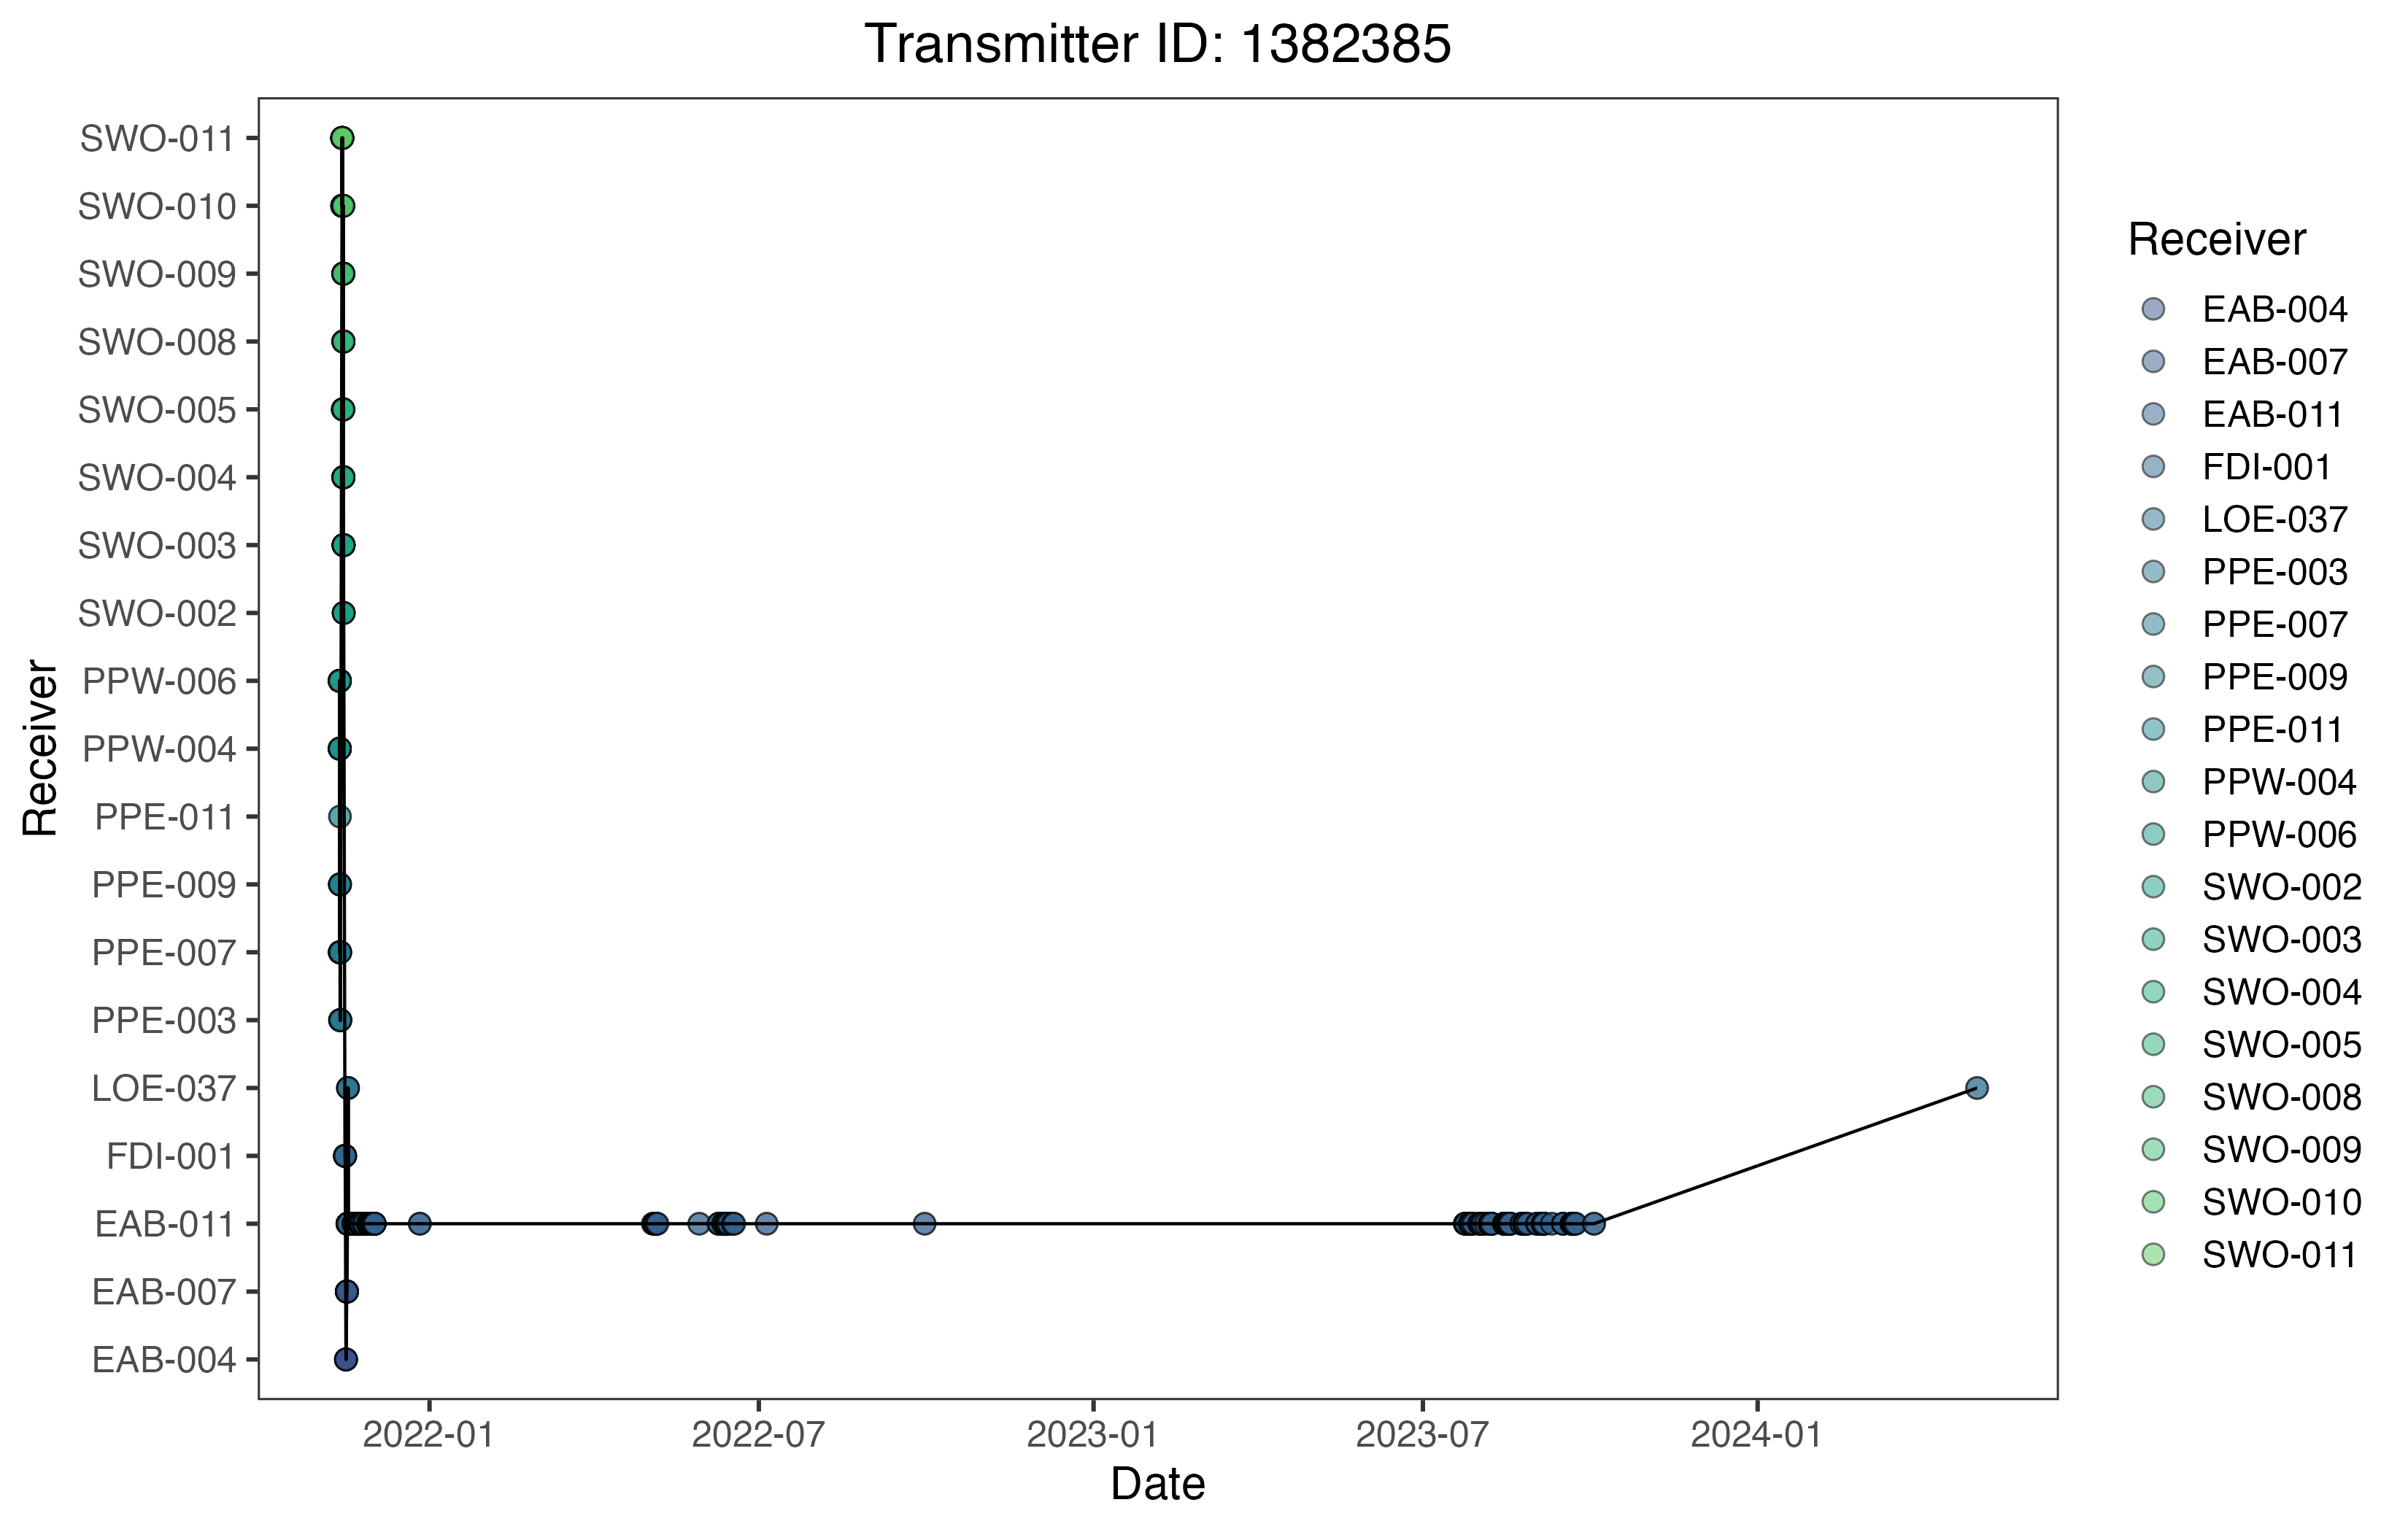 Transmitter ID: 1382385
Receiver
SWO-011
SWO-010
SWO-009
SWO-008
SWO-005
SWO-004
SWO-003
SWO-002
PPW-006
PPW-004
PPE-011
PPE-009
PPE-007
PPE-003
LOE-037
FDI-001
EAB-011
EAB-007
EAB-004
2022-01 2022-07 2023-01 2023-07 2024-01
Date
Receiver
EAB-004
EAB-007
EAB-011
FDI-001
LOE-037
PPE-003
PPE-007
PPE-009
PPE-011
PPW-004
PPW-006
SWO-002
SWO-003
SWO-004
SWO-005
SWO-008
SWO-009
SWO-010
SWO-011